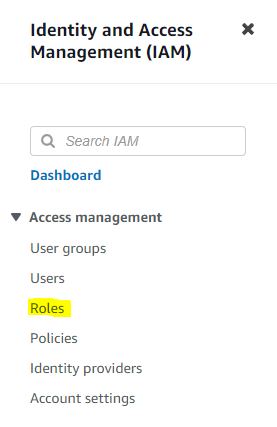 Identity and Access
Management (IAM)
Search IAM
Dashboard
Access management
User groups
Users
Roles
Policies
Identity providers
Account settings